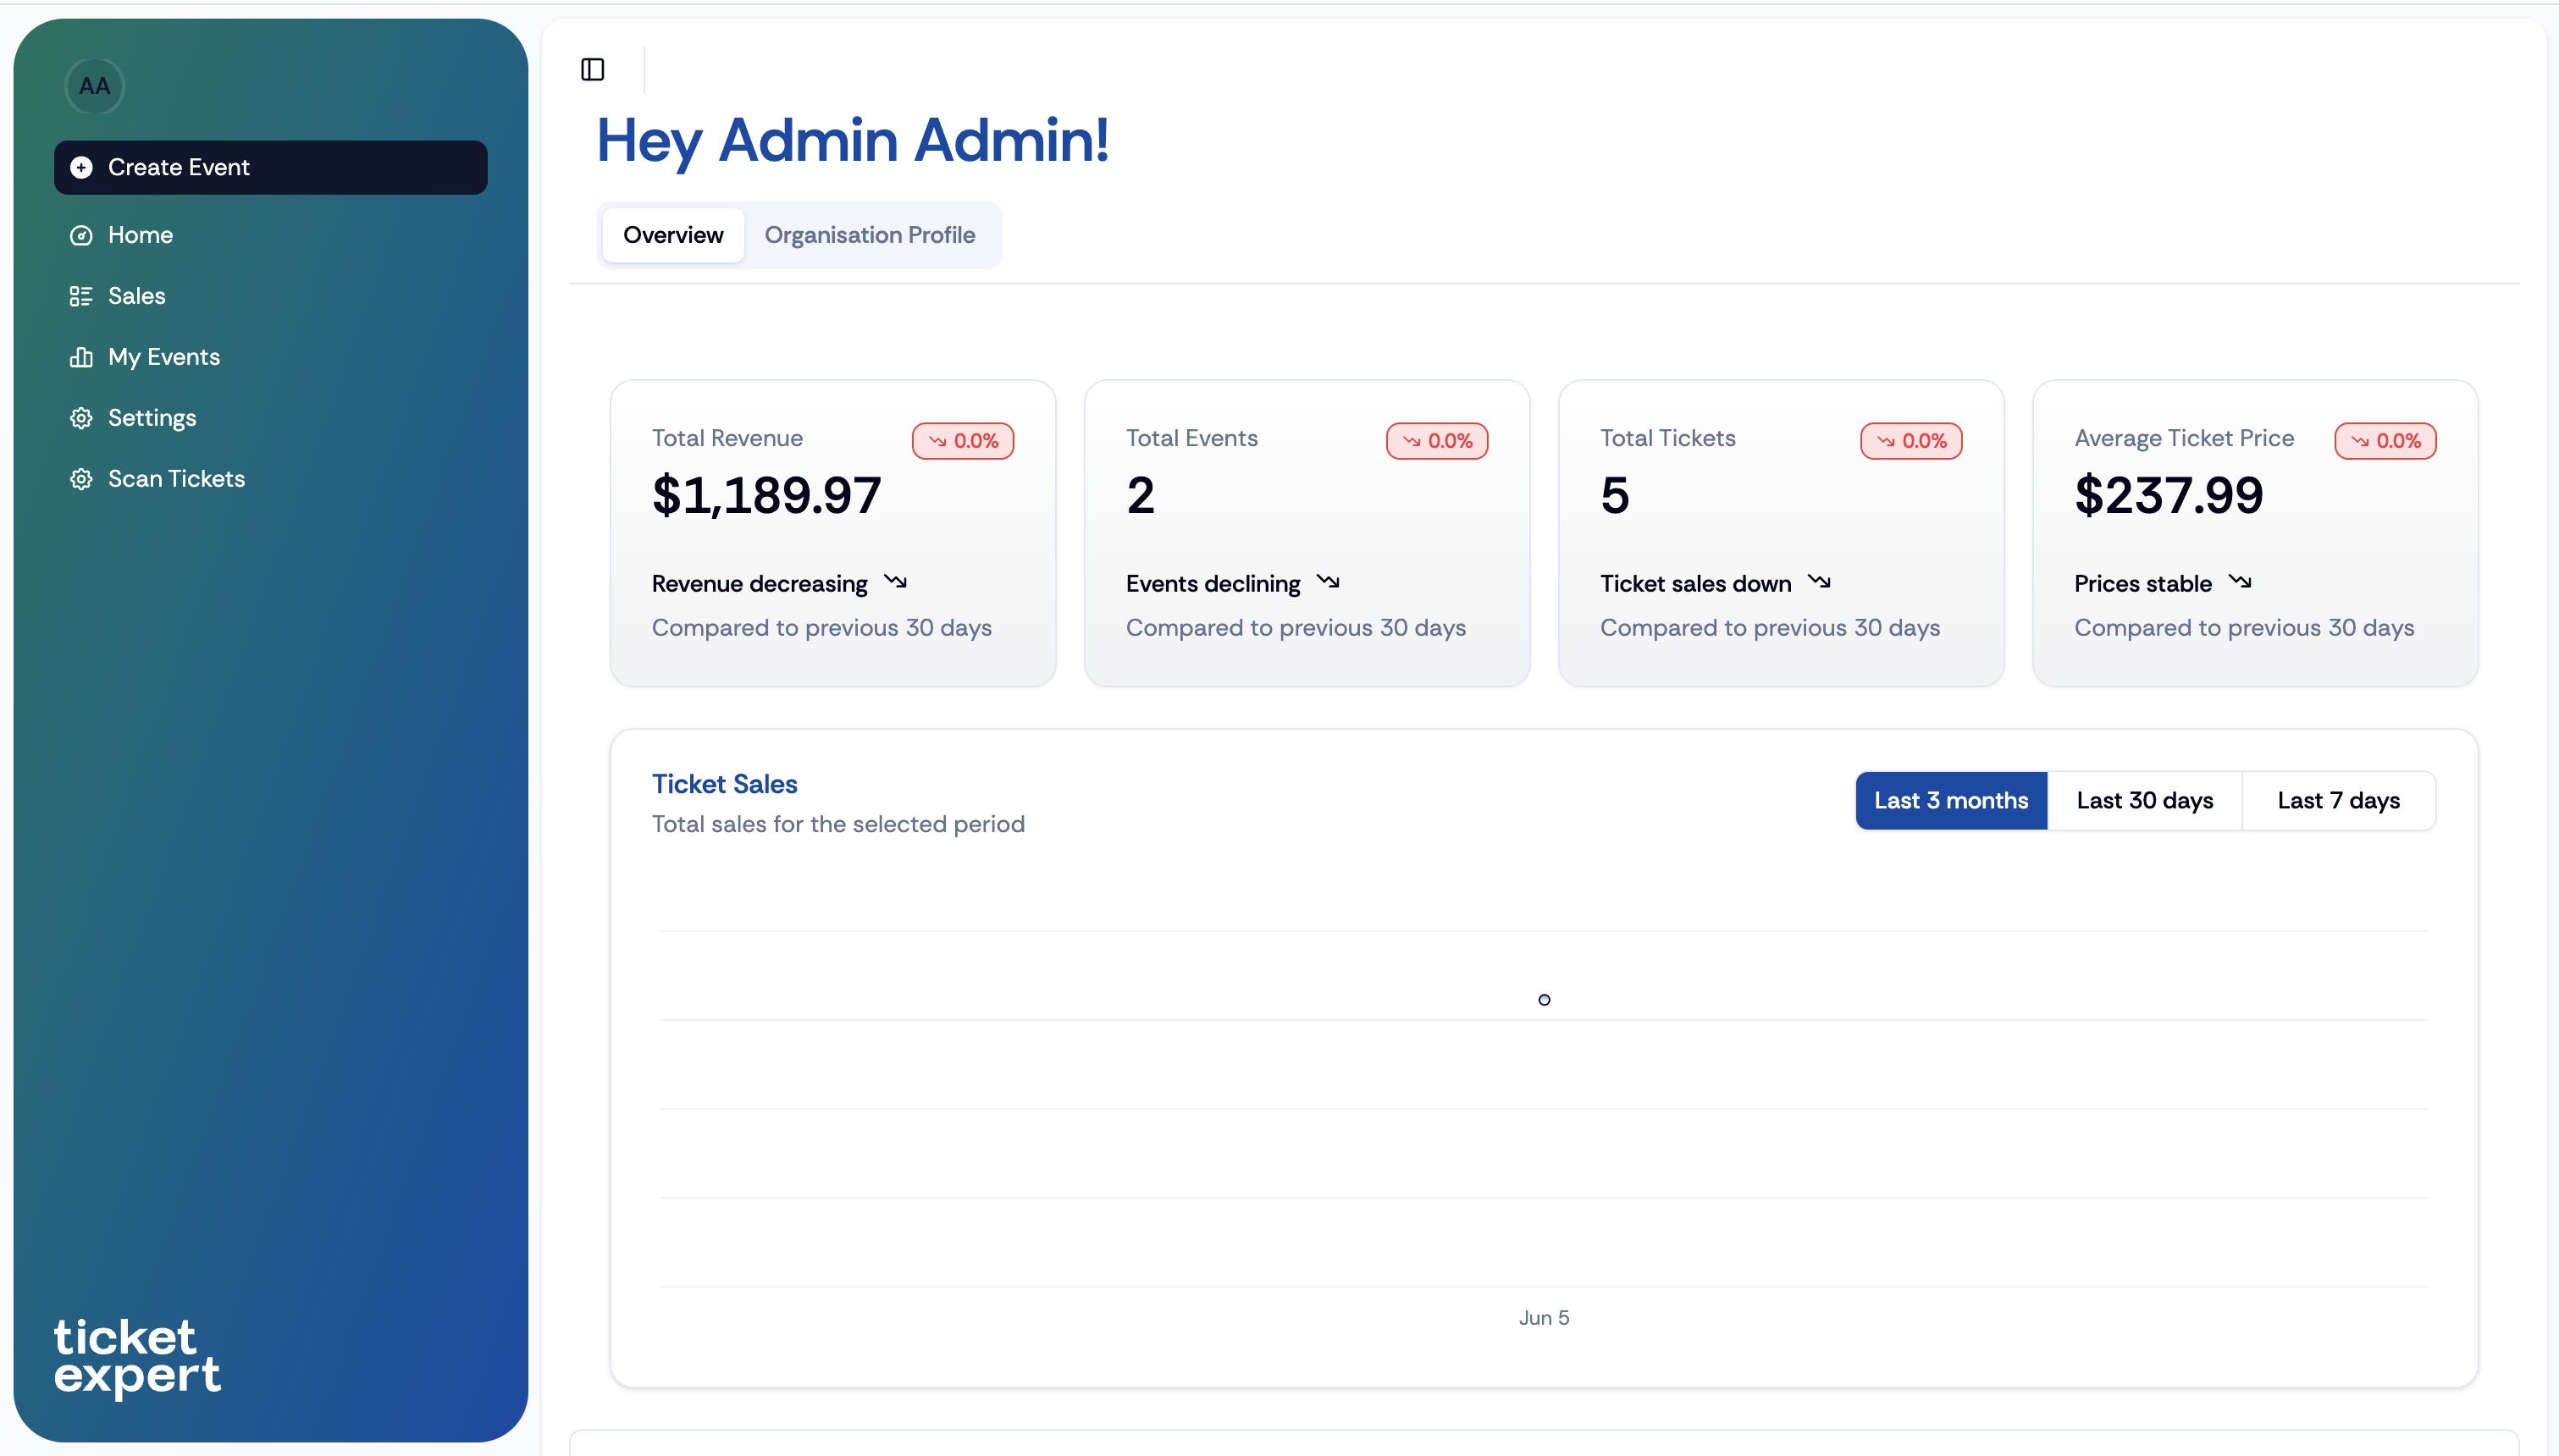 AA
Create Event
Home
Sales
My Events
Settings
Scan Tickets
ticket
expert
Hey Admin Admin!
Overview
Organisation Profile
Total Revenue
0.0%
$1,189.97
Revenue decreasing
Compared to previous 30 days
Total Events
0.0%
2
Events declining
Compared to previous 30 days
Total Tickets
0.0%
5
Ticket sales down
Compared to previous 30 days
Average Ticket Price
0.0%
$237.99
Prices stable
Compared to previous 30 days
Ticket Sales
Total sales for the selected period
Last 3 months
Last 30 days
Last 7 days
Jun 5